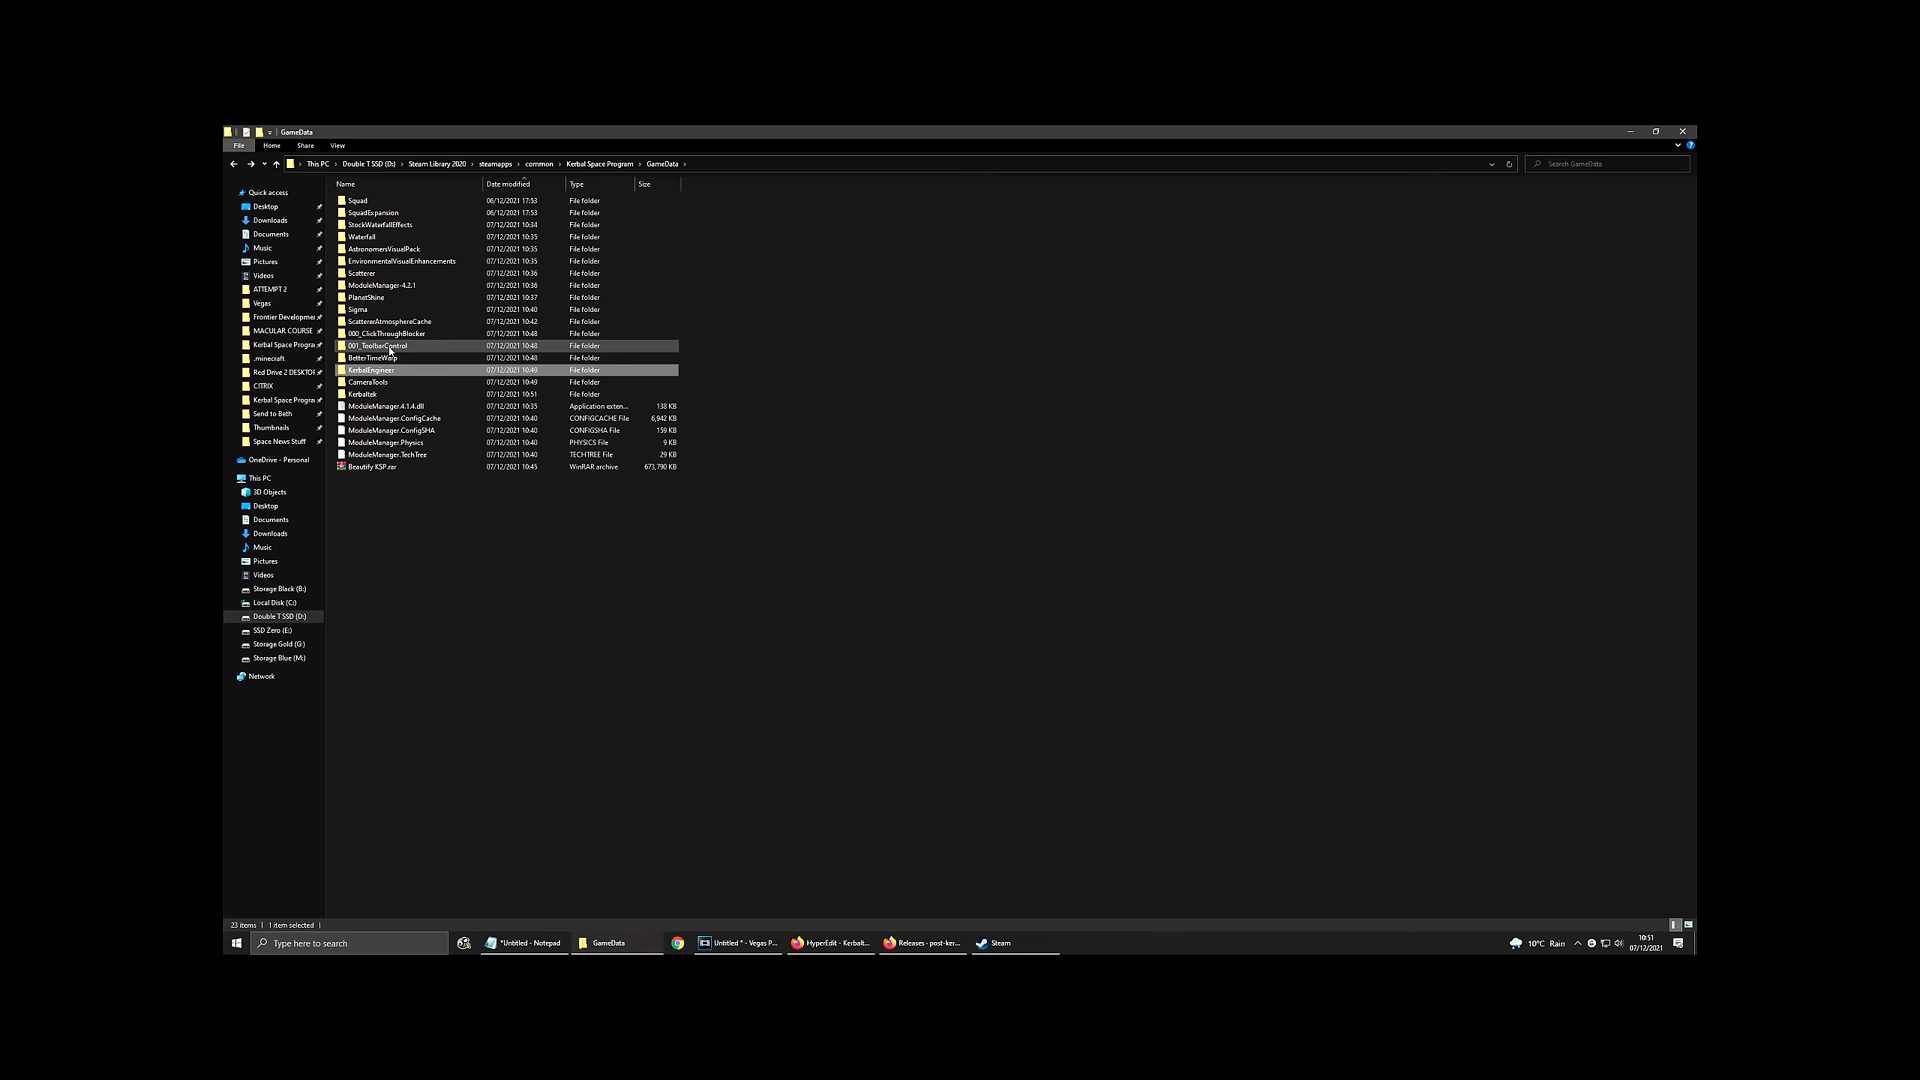 GameData
File Home Share View
This PC Double T SSD (D:) Steam Library 2020 steamapps common Kerbal Space Program GameData
Search GameData
Name Date modified Type Size
Squad 06/12/2021 17:53 File folder
SquadExpansion 06/12/2021 17:53 File folder
StockWaterfallEffects 07/12/2021 10:34 File folder
Waterfall 07/12/2021 10:35 File folder
AstronomersVisualPack 07/12/2021 10:35 File folder
EnvironmentalVisualEnhancements 07/12/2021 10:35 File folder
Scatterer 07/12/2021 10:36 File folder
ModuleManager-4.2.1 07/12/2021 10:36 File folder
PlanetShine 07/12/2021 10:37 File folder
Sigma 07/12/2021 10:40 File folder
ScattererAtmosphereCache 07/12/2021 10:42 File folder
000_ClickThroughBlocker 07/12/2021 10:48 File folder
001_ToolbarControl 07/12/2021 10:48 File folder
BetterTimeWarp 07/12/2021 10:48 File folder
KerbalEngineer 07/12/2021 10:49 File folder
CameraTools 07/12/2021 10:49 File folder
Kerbaltek 07/12/2021 10:51 File folder
ModuleManager.4.1.4.dll 07/12/2021 10:35 Application exten... 138 KB
ModuleManager.ConfigCache 07/12/2021 10:40 CONFIGCACHE File 6,942 KB
ModuleManager.ConfigSHA 07/12/2021 10:40 CONFIGSHA File 159 KB
ModuleManager.Physics 07/12/2021 10:40 PHYSICS File 9 KB
ModuleManager.TechTree 07/12/2021 10:40 TECHTREE File 29 KB
Beautify KSP.rar 07/12/2021 10:45 WinRAR archive 673,790 KB
Quick access
Desktop
Downloads
Documents
Music
Pictures
Videos
ATTEMPT 2
Vegas
Frontier Developme
MACULAR COURSE
Kerbal Space Progra
.minecraft
Red Drive 2 DESKTO
CITRIX
Kerbal Space Progra
Send to Beth
Thumbnails
Space News Stuff
OneDrive - Personal
This PC
3D Objects
Desktop
Documents
Downloads
Music
Pictures
Videos
Storage Black (B:)
Local Disk (C:)
Double T SSD (D:)
SSD Zero (E:)
Storage Gold (G:)
Storage Blue (M:)
Network
23 items 1 item selected
Type here to search *Untitled - Notepad GameData Untitled * - Vegas P... HyperEdit - Kerbalt... Releases - post-ker... Steam 10°C Rain 10:51
07/12/2021